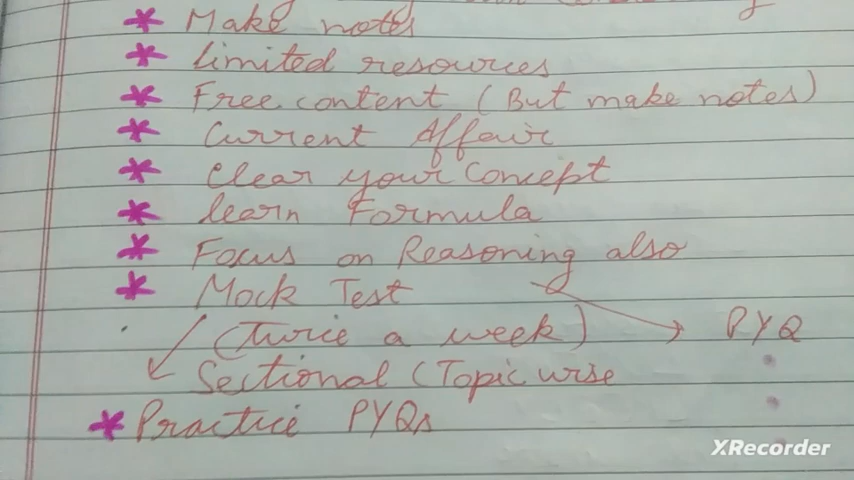 * Make notes
* limited resources
* Free content (But make notes)
* Current Affair
* Clear your Concept
* learn Formula
* Focus on Reasoning also
* Mock Test
(twice a week) → PYQ
Sectional (Topic wise
* Practice PYQs
XRecorder